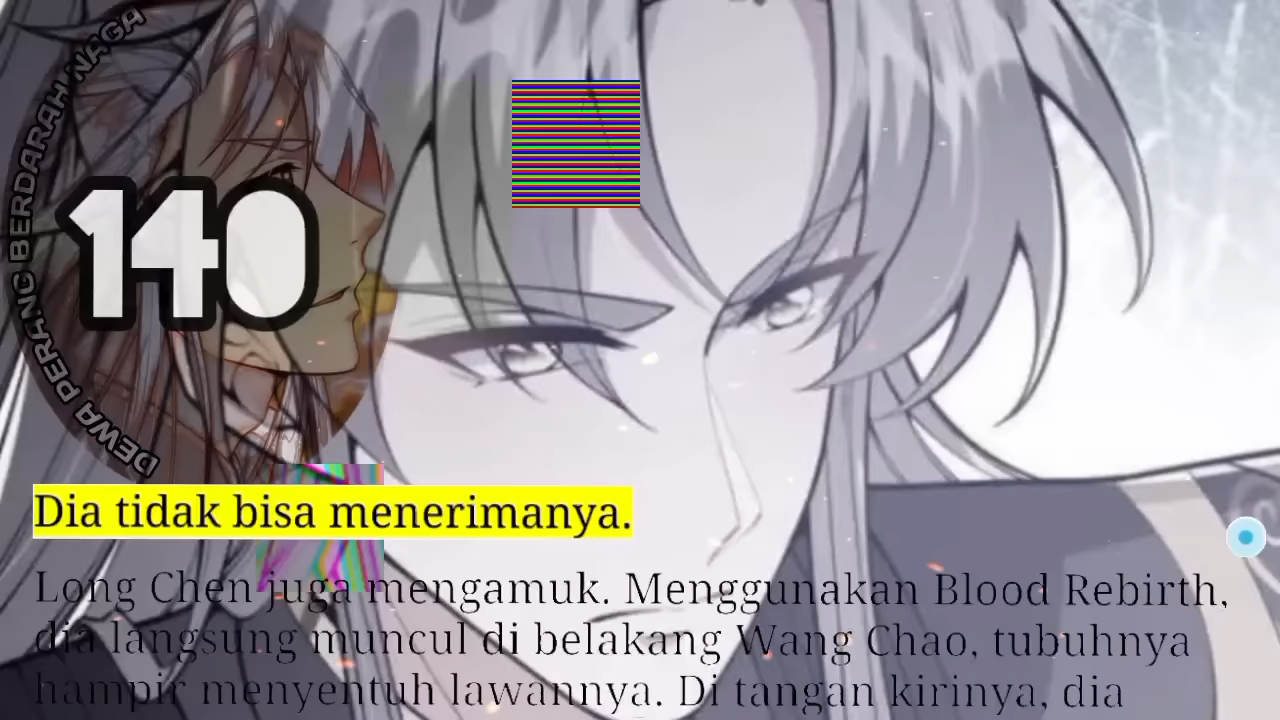 DEWA PERANG BERDARAH NAGA
140
Dia tidak bisa menerimanya.
Long Chen juga mengamuk. Menggunakan Blood Rebirth,
dia langsung muncul di belakang Wang Chao, tubuhnya
hampir menyentuh lawannya. Di tangan kirinya, dia